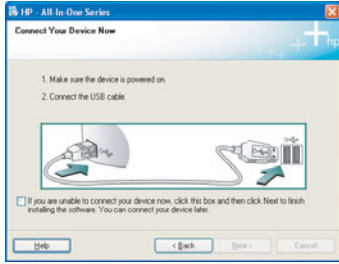 HP - All-In-One Series
Connect Your Device Now
hp
1. Make sure the device is powered on.
2. Connect the USB cable.
If you are unable to connect your device now, click this box and then click Next to finish
installing the software. You can connect your device later.
Help
< Back
Next >
Cancel